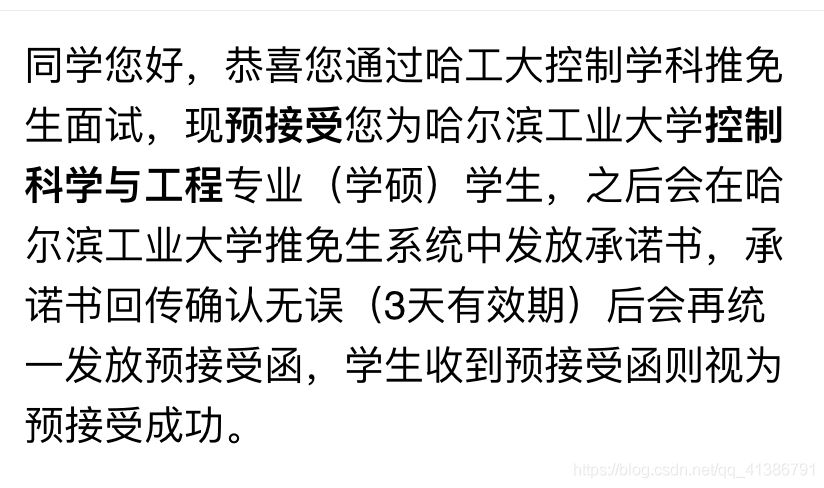 同学您好，恭喜您通过哈工大控制学科推免
生面试，现预接受您为哈尔滨工业大学控制
科学与工程专业（学硕）学生，之后会在哈
尔滨工业大学推免生系统中发放承诺书，承
诺书回传确认无误（3天有效期）后会再统
一发放预接受函，学生收到预接受函则视为
预接受成功。
https://blog.csdn.net/qq_41386791